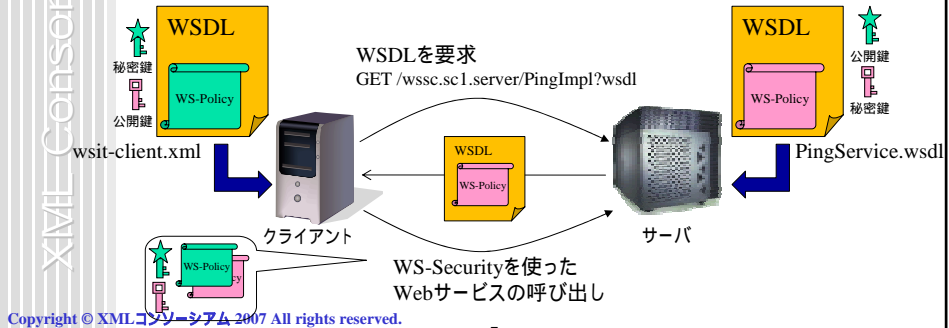 XML Consor
WSDL
秘密鍵
公開鍵
WS-Policy
wsit-client.xml
WSDLを要求
GET /wssc.sc1.server/PingImpl?wsdl
WSDL
WS-Policy
クライアント
サーバ
WSDL
公開鍵
秘密鍵
WS-Policy
PingService.wsdl
WS-Policy
cy
WS-Securityを使った
Webサービスの呼び出し
Copyright © XMLコンソーシアム 2007 All rights reserved.